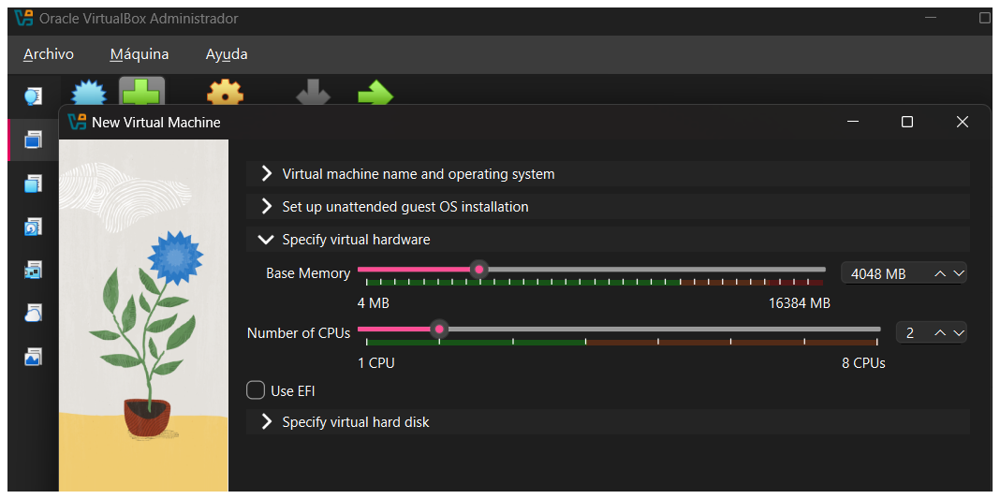 Oracle VirtualBox Administrador
Archivo Máquina Ayuda
New Virtual Machine
Virtual machine name and operating system
Set up unattended guest OS installation
Specify virtual hardware
Base Memory 4048 MB
4 MB 16384 MB
Number of CPUs 2
1 CPU 8 CPUs
Use EFI
Specify virtual hard disk